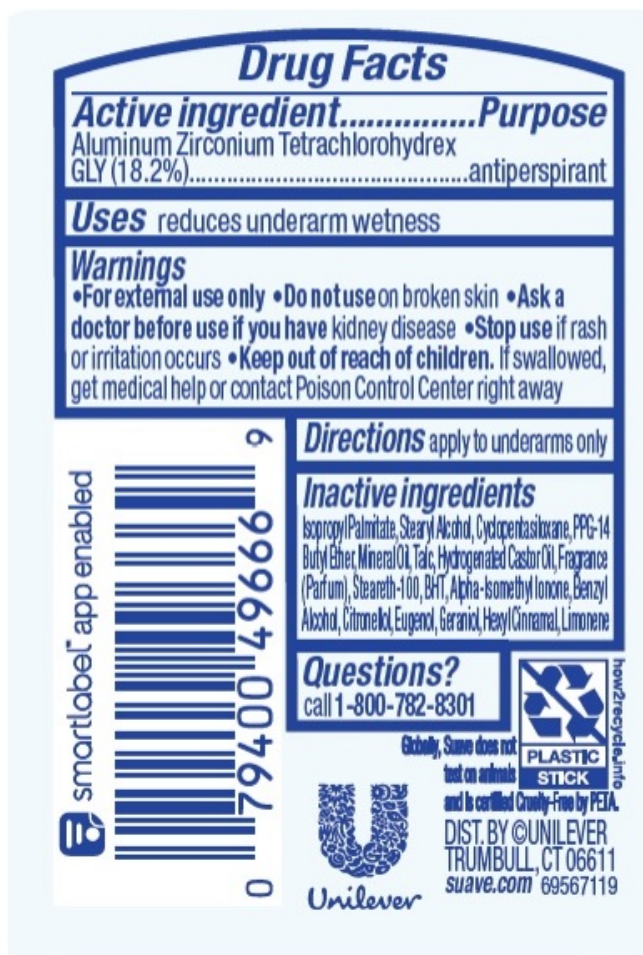 Drug Facts
Active ingredient...............Purpose
Aluminum Zirconium Tetrachlorohydrex
GLY (18.2%)..............................................antiperspirant
Uses reduces underarm wetness
Warnings
•For external use only •Do not use on broken skin •Ask a
doctor before use if you have kidney disease •Stop use if rash
or irritation occurs •Keep out of reach of children. If swallowed,
get medical help or contact Poison Control Center right away
Directions apply to underarms only
Inactive ingredients
Isopropyl Palmitate, Stearyl Alcohol, Cyclopentasiloxane, PPG-14
Butyl Ether, Mineral Oil, Talc, Hydrogenated Castor Oil, Fragrance
(Parfum), Steareth-100, BHT, Alpha-Isomethyl Ionone, Benzyl
Alcohol, Citronellol, Eugenol, Geraniol, Hexyl Cinnamal, Limonene
Questions?
call 1-800-782-8301
smartlabel™ app enabled
0 79400 49666 9
how2recycle.info
PLASTIC
STICK
Globally, Suave does not
test on animals
and is certified Cruelty-Free by PETA.
Unilever
DIST. BY ©UNILEVER
TRUMBULL, CT 06611
suave.com 69567119